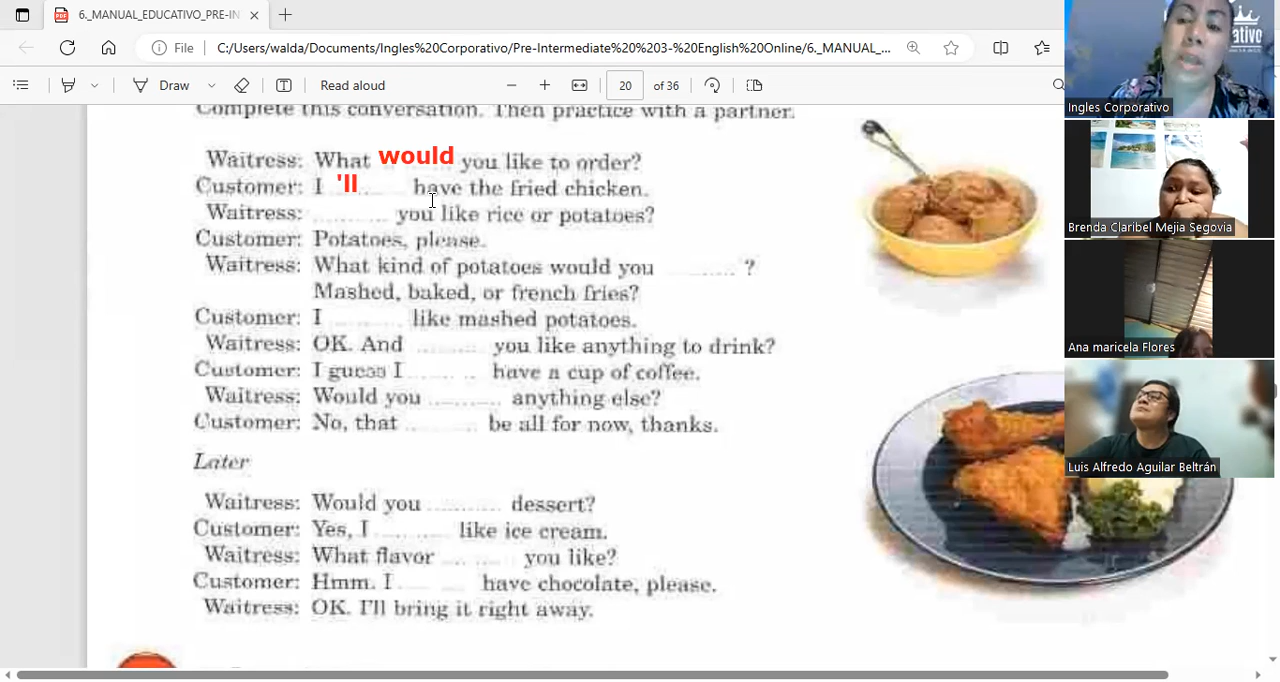 6._MANUAL_EDUCATIVO_PRE-IN
File
C:/Users/walda/Documents/Ingles%20Corporativo/Pre-Intermediate%20%203-%20English%20Online/6._MANUAL_...
Draw
Read aloud
20 of 36
Complete this conversation. Then practice with a partner.
Waitress: What would you like to order?
Customer: I 'll have the fried chicken.
Waitress: .......... you like rice or potatoes?
Customer: Potatoes, please.
Waitress: What kind of potatoes would you .......... ?
Mashed, baked, or french fries?
Customer: I .......... like mashed potatoes.
Waitress: OK. And .......... you like anything to drink?
Customer: I guess I .......... have a cup of coffee.
Waitress: Would you .......... anything else?
Customer: No, that .......... be all for now, thanks.
Later
Waitress: Would you .......... dessert?
Customer: Yes, I .......... like ice cream.
Waitress: What flavor .......... you like?
Customer: Hmm. I .......... have chocolate, please.
Waitress: OK. I'll bring it right away.
Ingles Corporativo
Brenda Claribel Mejia Segovia
Ana maricela Flores
Luis Alfredo Aguilar Beltrán